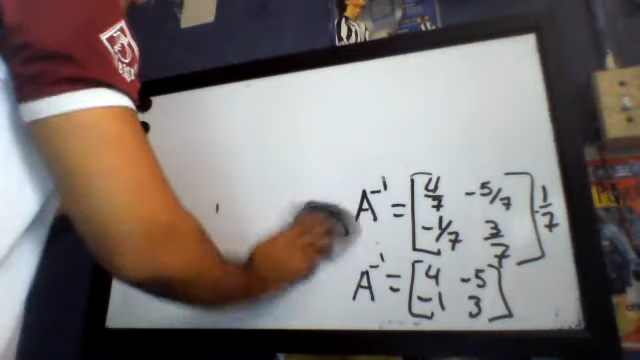 A⁻¹ = [4/7 -5/7] 1/7
[-1/7 3/7]
A⁻¹ = [4 -5]
[-1 3]